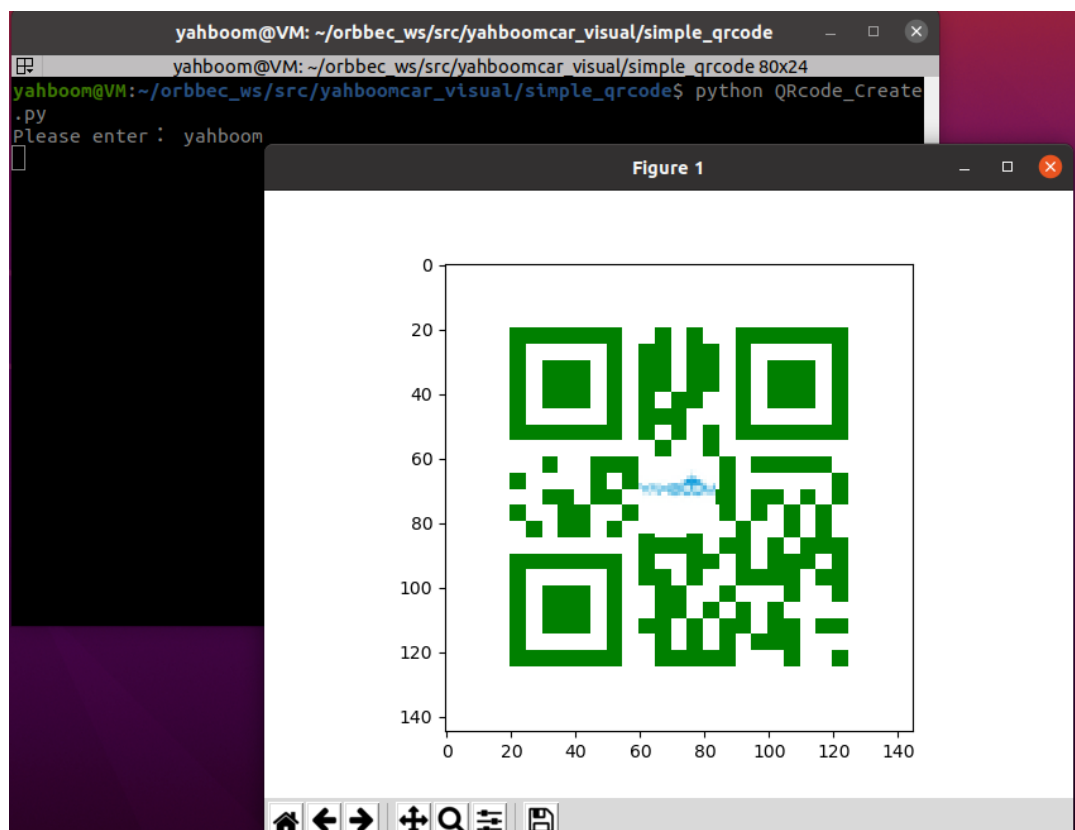 yahboom@VM: ~/orbbec_ws/src/yahboomcar_visual/simple_qrcode
yahboom@VM: ~/orbbec_ws/src/yahboomcar_visual/simple_qrcode 80x24
yahboom@VM:~/orbbec_ws/src/yahboomcar_visual/simple_qrcode$ python QRcode_Create
.py
Please enter： yahboom
Figure 1
0
20
40
60
80
100
120
140
0 20 40 60 80 100 120 140